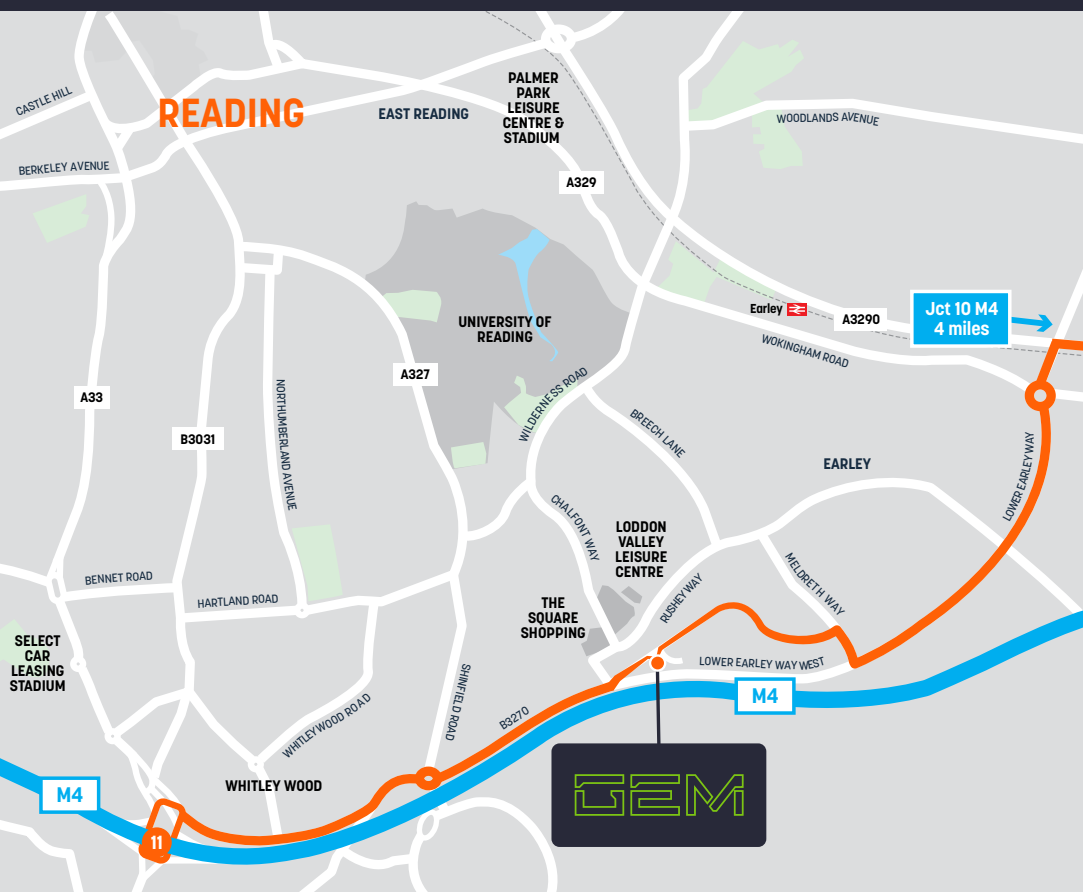 CASTLE HILL
READING
EAST READING
PALMER
PARK
LEISURE
CENTRE &
STADIUM
WOODLANDS AVENUE
BERKELEY AVENUE
A329
UNIVERSITY OF
READING
Earley
A3290
Jct 10 M4
4 miles
WOKINGHAM ROAD
A327
A33
B3031
NORTHUMBERLAND AVENUE
WILDERNESS ROAD
BREECH LANE
EARLEY
LOWER EARLEY WAY
CHALFONT WAY
LODDON
VALLEY
LEISURE
CENTRE
MELDRETH WAY
RUSHEY WAY
BENNET ROAD
HARTLAND ROAD
THE
SQUARE
SHOPPING
SELECT
CAR
LEASING
STADIUM
LOWER EARLEY WAY WEST
M4
SHINFIELD ROAD
B3270
WHITLEY WOOD ROAD
WHITLEY WOOD
M4
GEM
11